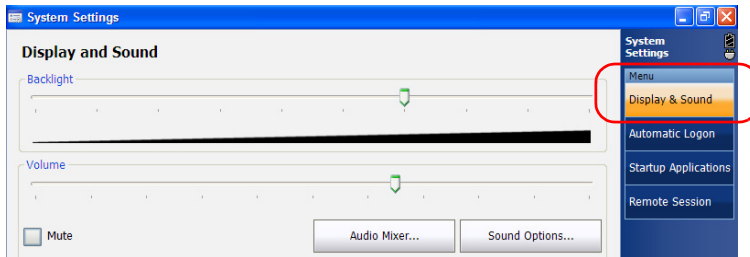 System Settings
Display and Sound
Backlight
Volume
Mute
Audio Mixer...
Sound Options...
System
Settings
Menu
Display & Sound
Automatic Logon
Startup Applications
Remote Session